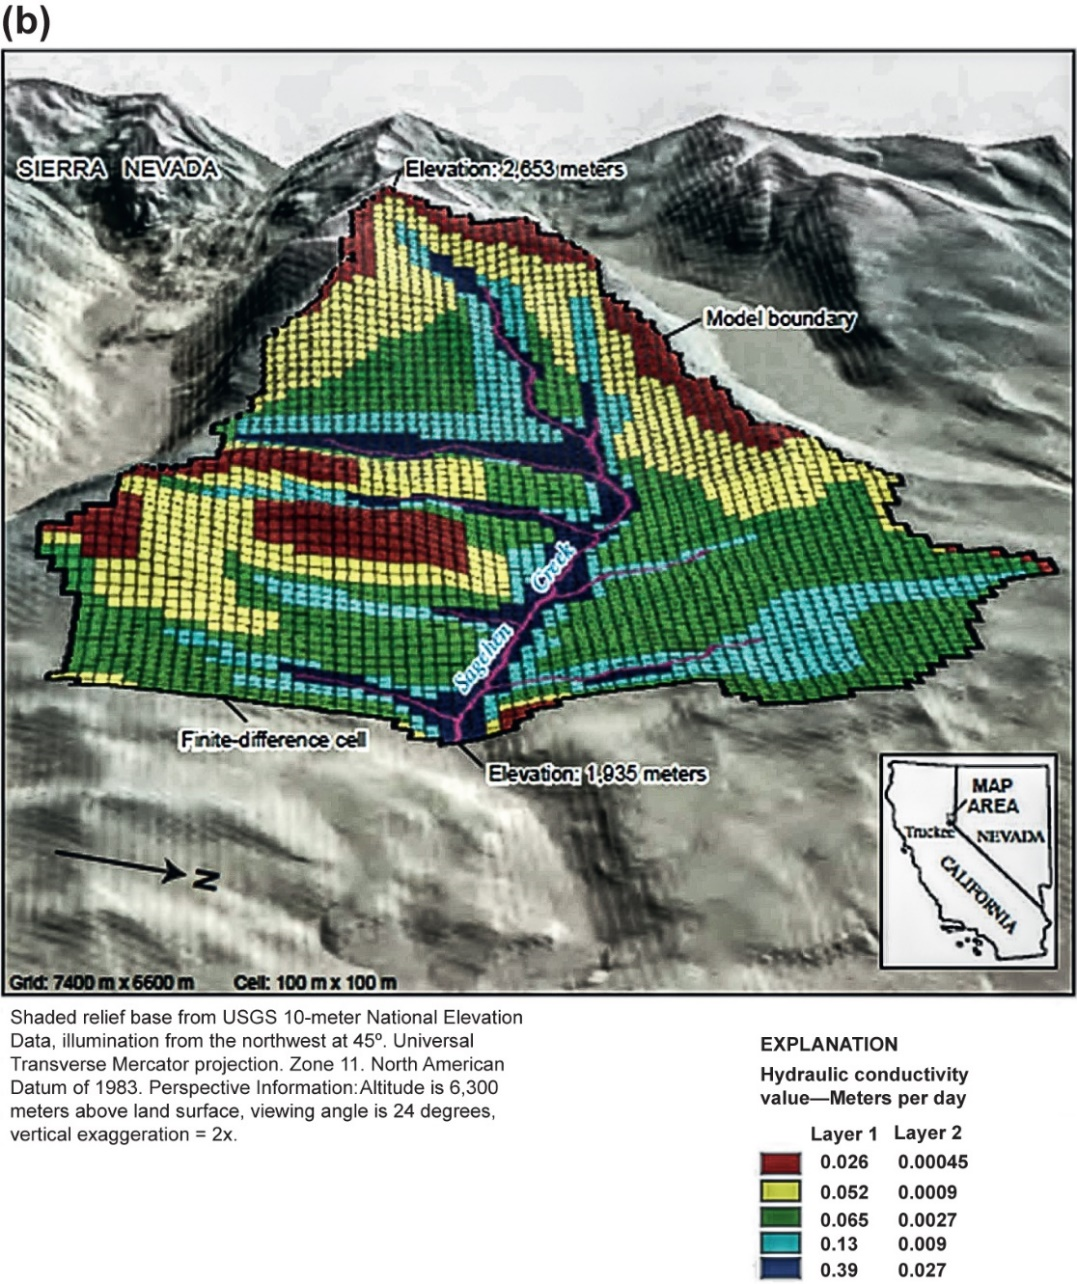 (b)
SIERRA NEVADA
Elevation: 2,653 meters
Model boundary
Sagehen Creek
Finite-difference cell
Elevation: 1,935 meters
N
MAP
AREA
Truckee
NEVADA
CALIFORNIA
Grid: 7400 m x 6600 m Cell: 100 m x 100 m
Shaded relief base from USGS 10-meter National Elevation
Data, illumination from the northwest at 45º. Universal
Transverse Mercator projection. Zone 11. North American
Datum of 1983. Perspective Information:Altitude is 6,300
meters above land surface, viewing angle is 24 degrees,
vertical exaggeration = 2x.
EXPLANATION
Hydraulic conductivity
value—Meters per day
Layer 1 Layer 2
0.026 0.00045
0.052 0.0009
0.065 0.0027
0.13 0.009
0.39 0.027